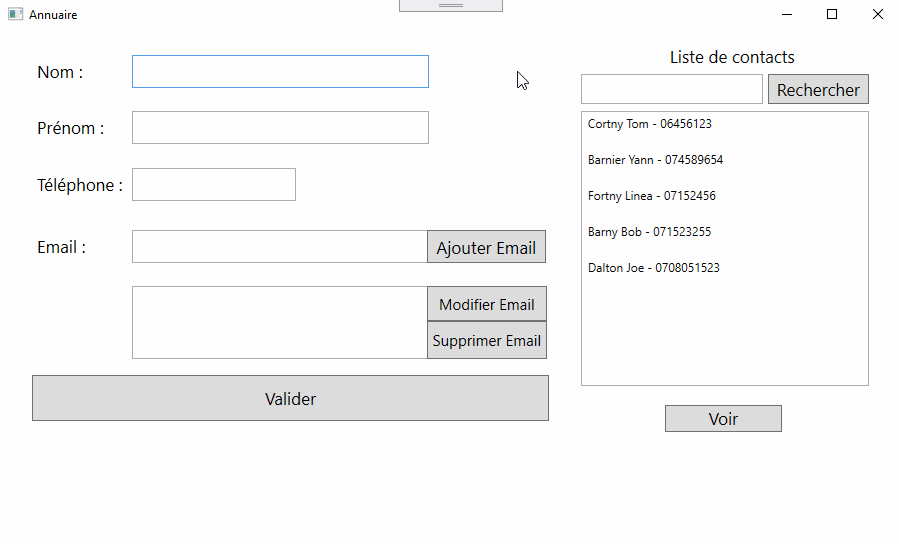 Annuaire
Nom :
Prénom :
Téléphone :
Email :
Ajouter Email
Modifier Email
Supprimer Email
Valider
Liste de contacts
Rechercher
Cortny Tom - 06456123
Barnier Yann - 074589654
Fortny Linea - 07152456
Barny Bob - 071523255
Dalton Joe - 0708051523
Voir